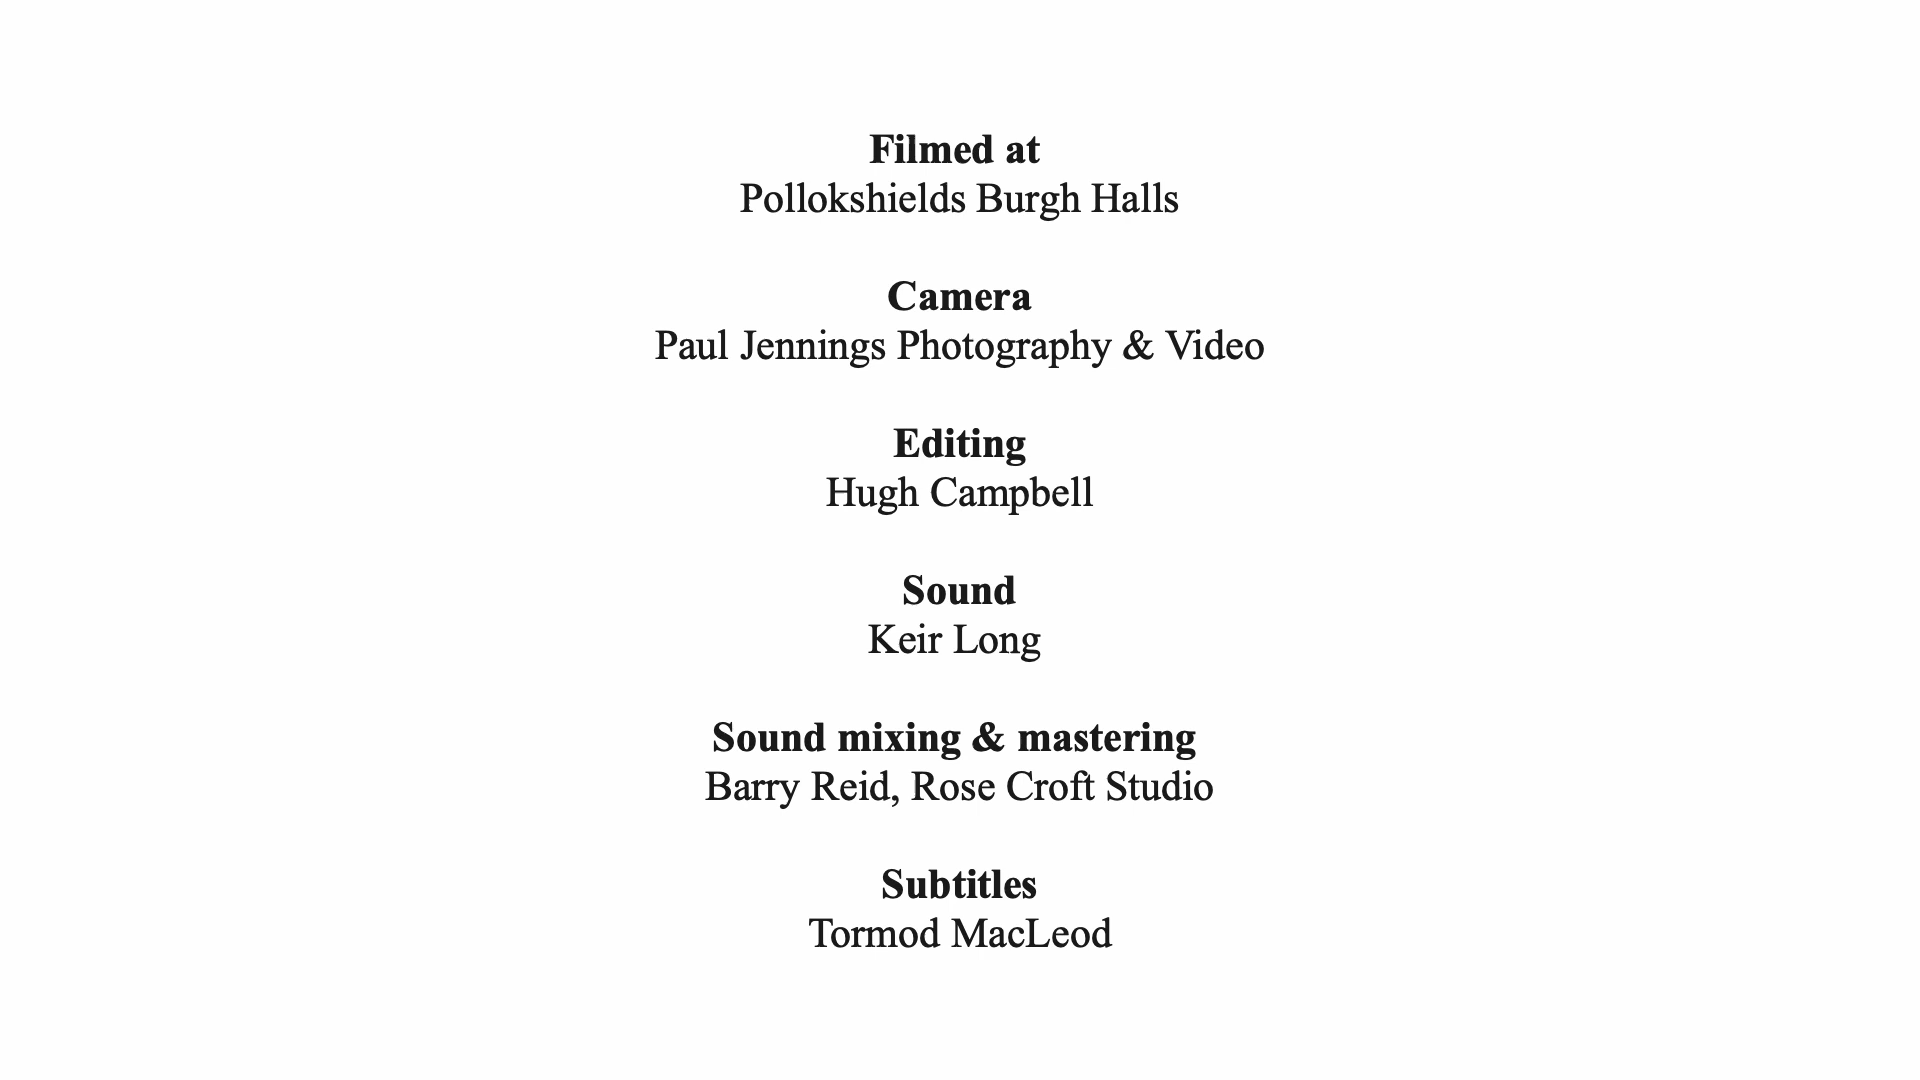 Filmed at
Pollokshields Burgh Halls
Camera
Paul Jennings Photography & Video
Editing
Hugh Campbell
Sound
Keir Long
Sound mixing & mastering
Barry Reid, Rose Croft Studio
Subtitles
Tormod MacLeod